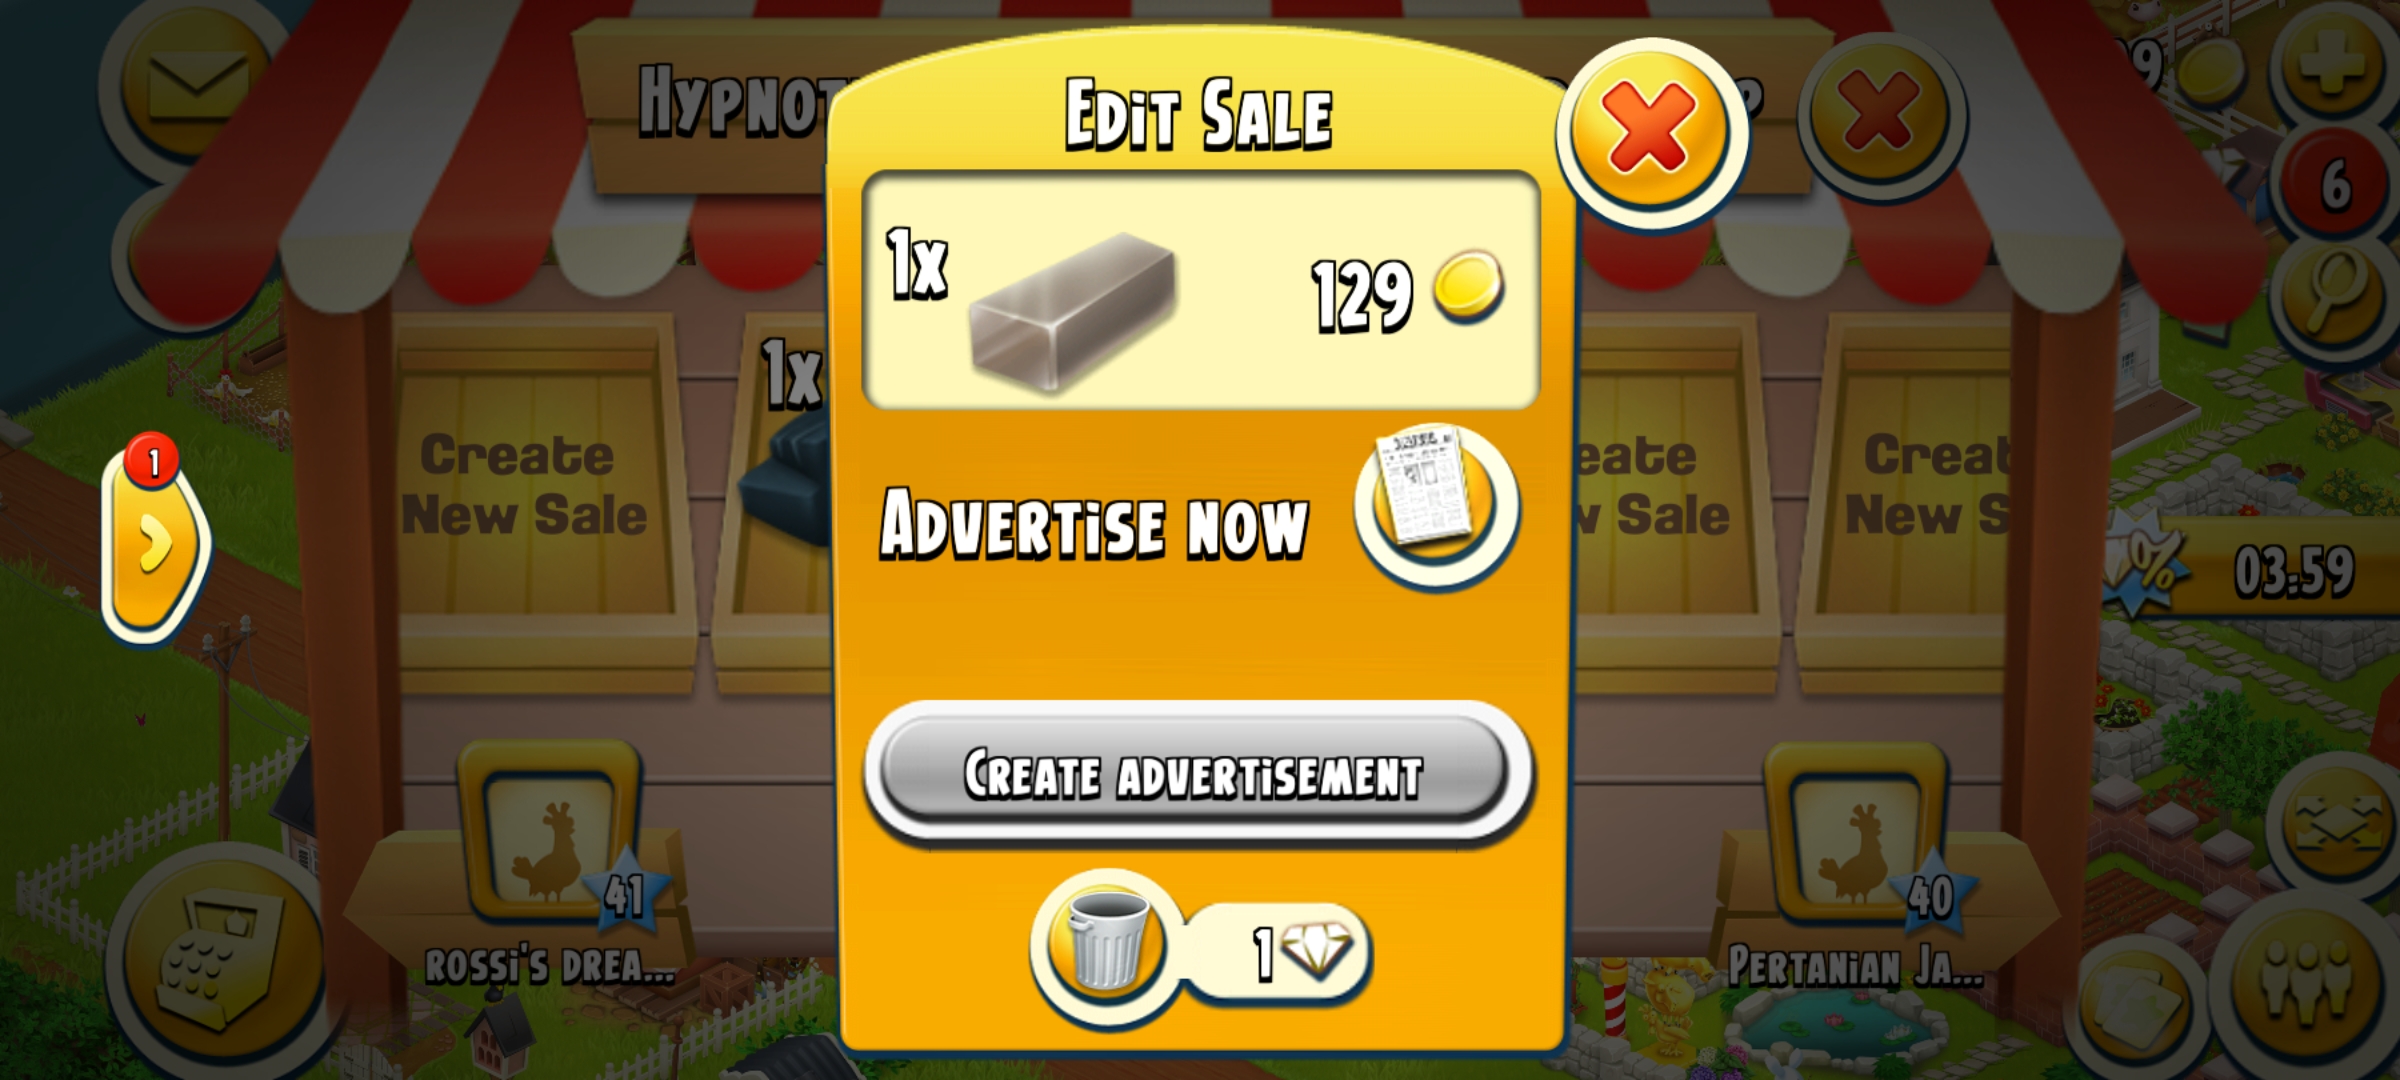 HYPNOT
EDIT SALE
6
1x
129
1x
Create
New Sale
1
ADVERTISE NOW
eate
w Sale
Creat
New S
%
03:59
CREATE ADVERTISEMENT
41
ROSSI'S DREA...
40
PERTANIAN JA...
1